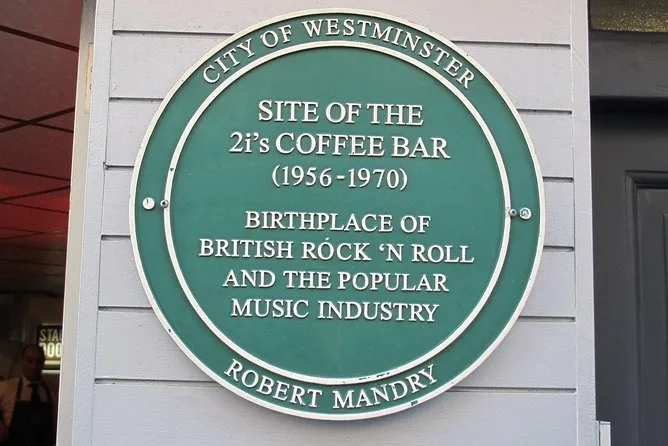 CITY OF WESTMINSTER
SITE OF THE
2i's COFFEE BAR
(1956-1970)
BIRTHPLACE OF
BRITISH RÓCK 'N ROLL
AND THE POPULAR
MUSIC INDUSTRY
ROBERT MANDRY